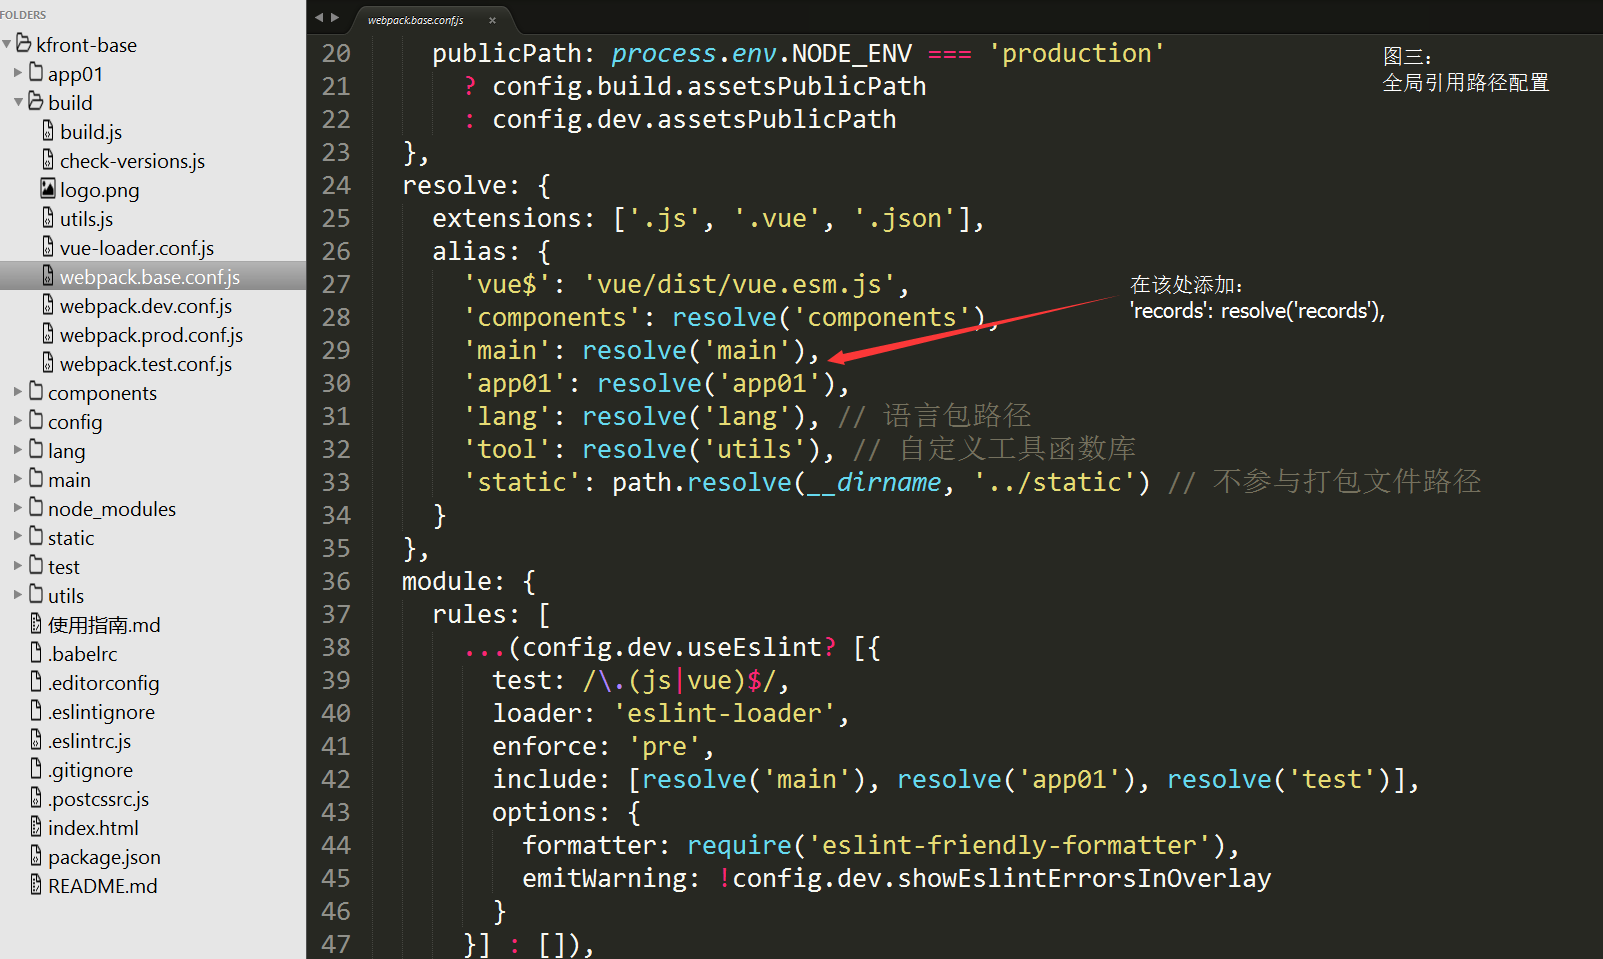 FOLDERS
kfront-base
app01
build
build.js
check-versions.js
logo.png
utils.js
vue-loader.conf.js
webpack.base.conf.js
webpack.dev.conf.js
webpack.prod.conf.js
webpack.test.conf.js
components
config
lang
main
node_modules
static
test
utils
使用指南.md
.babelrc
.editorconfig
.eslintignore
.eslintrc.js
.gitignore
.postcssrc.js
index.html
package.json
README.md
webpack.base.conf.js ×
20 publicPath: process.env.NODE_ENV === 'production'
21 ? config.build.assetsPublicPath
22 : config.dev.assetsPublicPath
23 },
24 resolve: {
25 extensions: ['.js', '.vue', '.json'],
26 alias: {
27 'vue$': 'vue/dist/vue.esm.js',
28 'components': resolve('components'),
29 'main': resolve('main'),
30 'app01': resolve('app01'),
31 'lang': resolve('lang'), // 语言包路径
32 'tool': resolve('utils'), // 自定义工具函数库
33 'static': path.resolve(__dirname, '../static') // 不参与打包文件路径
34 }
35 },
36 module: {
37 rules: [
38 ...(config.dev.useEslint? [{
39 test: /\.(js|vue)$/,
40 loader: 'eslint-loader',
41 enforce: 'pre',
42 include: [resolve('main'), resolve('app01'), resolve('test')],
43 options: {
44 formatter: require('eslint-friendly-formatter'),
45 emitWarning: !config.dev.showEslintErrorsInOverlay
46 }
47 }] : []),
图三：
全局引用路径配置
在该处添加：
'records': resolve('records'),